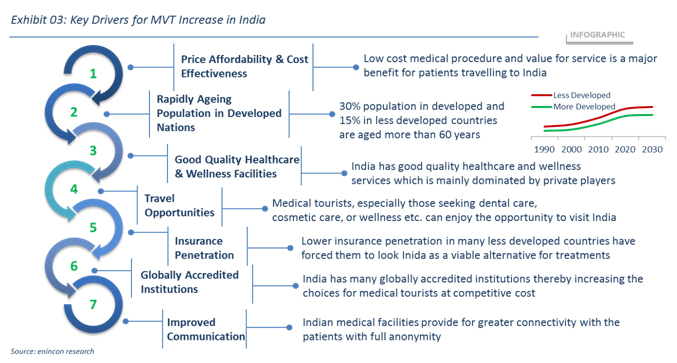 Exhibit 03: Key Drivers for MVT Increase in India
INFOGRAPHIC
1
Price Affordability & Cost
Effectiveness
Low cost medical procedure and value for service is a major
benefit for patients travelling to India
2
Rapidly Ageing
Population in Developed
Nations
30% population in developed and
15% in less developed countries
are aged more than 60 years
Less Developed
More Developed
1990 2000 2010 2020 2030
3
Good Quality Healthcare
& Wellness Facilities
India has good quality healthcare and wellness
services which is mainly dominated by private players
4
Travel
Opportunities
Medical tourists, especially those seeking dental care,
cosmetic care, or wellness etc. can enjoy the opportunity to visit India
5
Insurance
Penetration
Lower insurance penetration in many less developed countries have
forced them to look Inida as a viable alternative for treatments
6
Globally Accredited
Institutions
India has many globally accredited institutions thereby increasing the
choices for medical tourists at competitive cost
7
Improved
Communication
Indian medical facilities provide for greater connectivity with the
patients with full anonymity
Source: enincon research